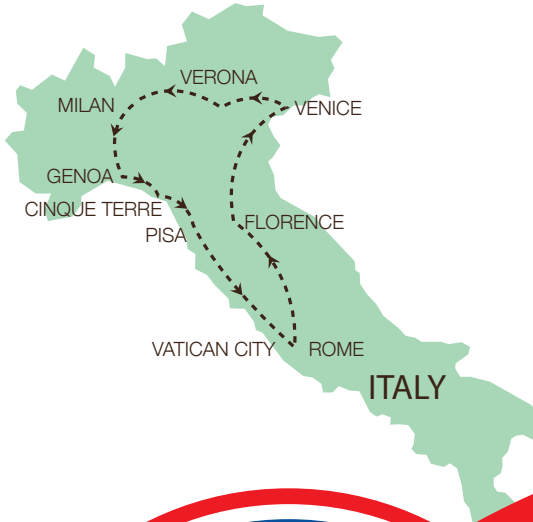 VERONA
MILAN
VENICE
GENOA
CINQUE TERRE
FLORENCE
PISA
VATICAN CITY
ROME
ITALY